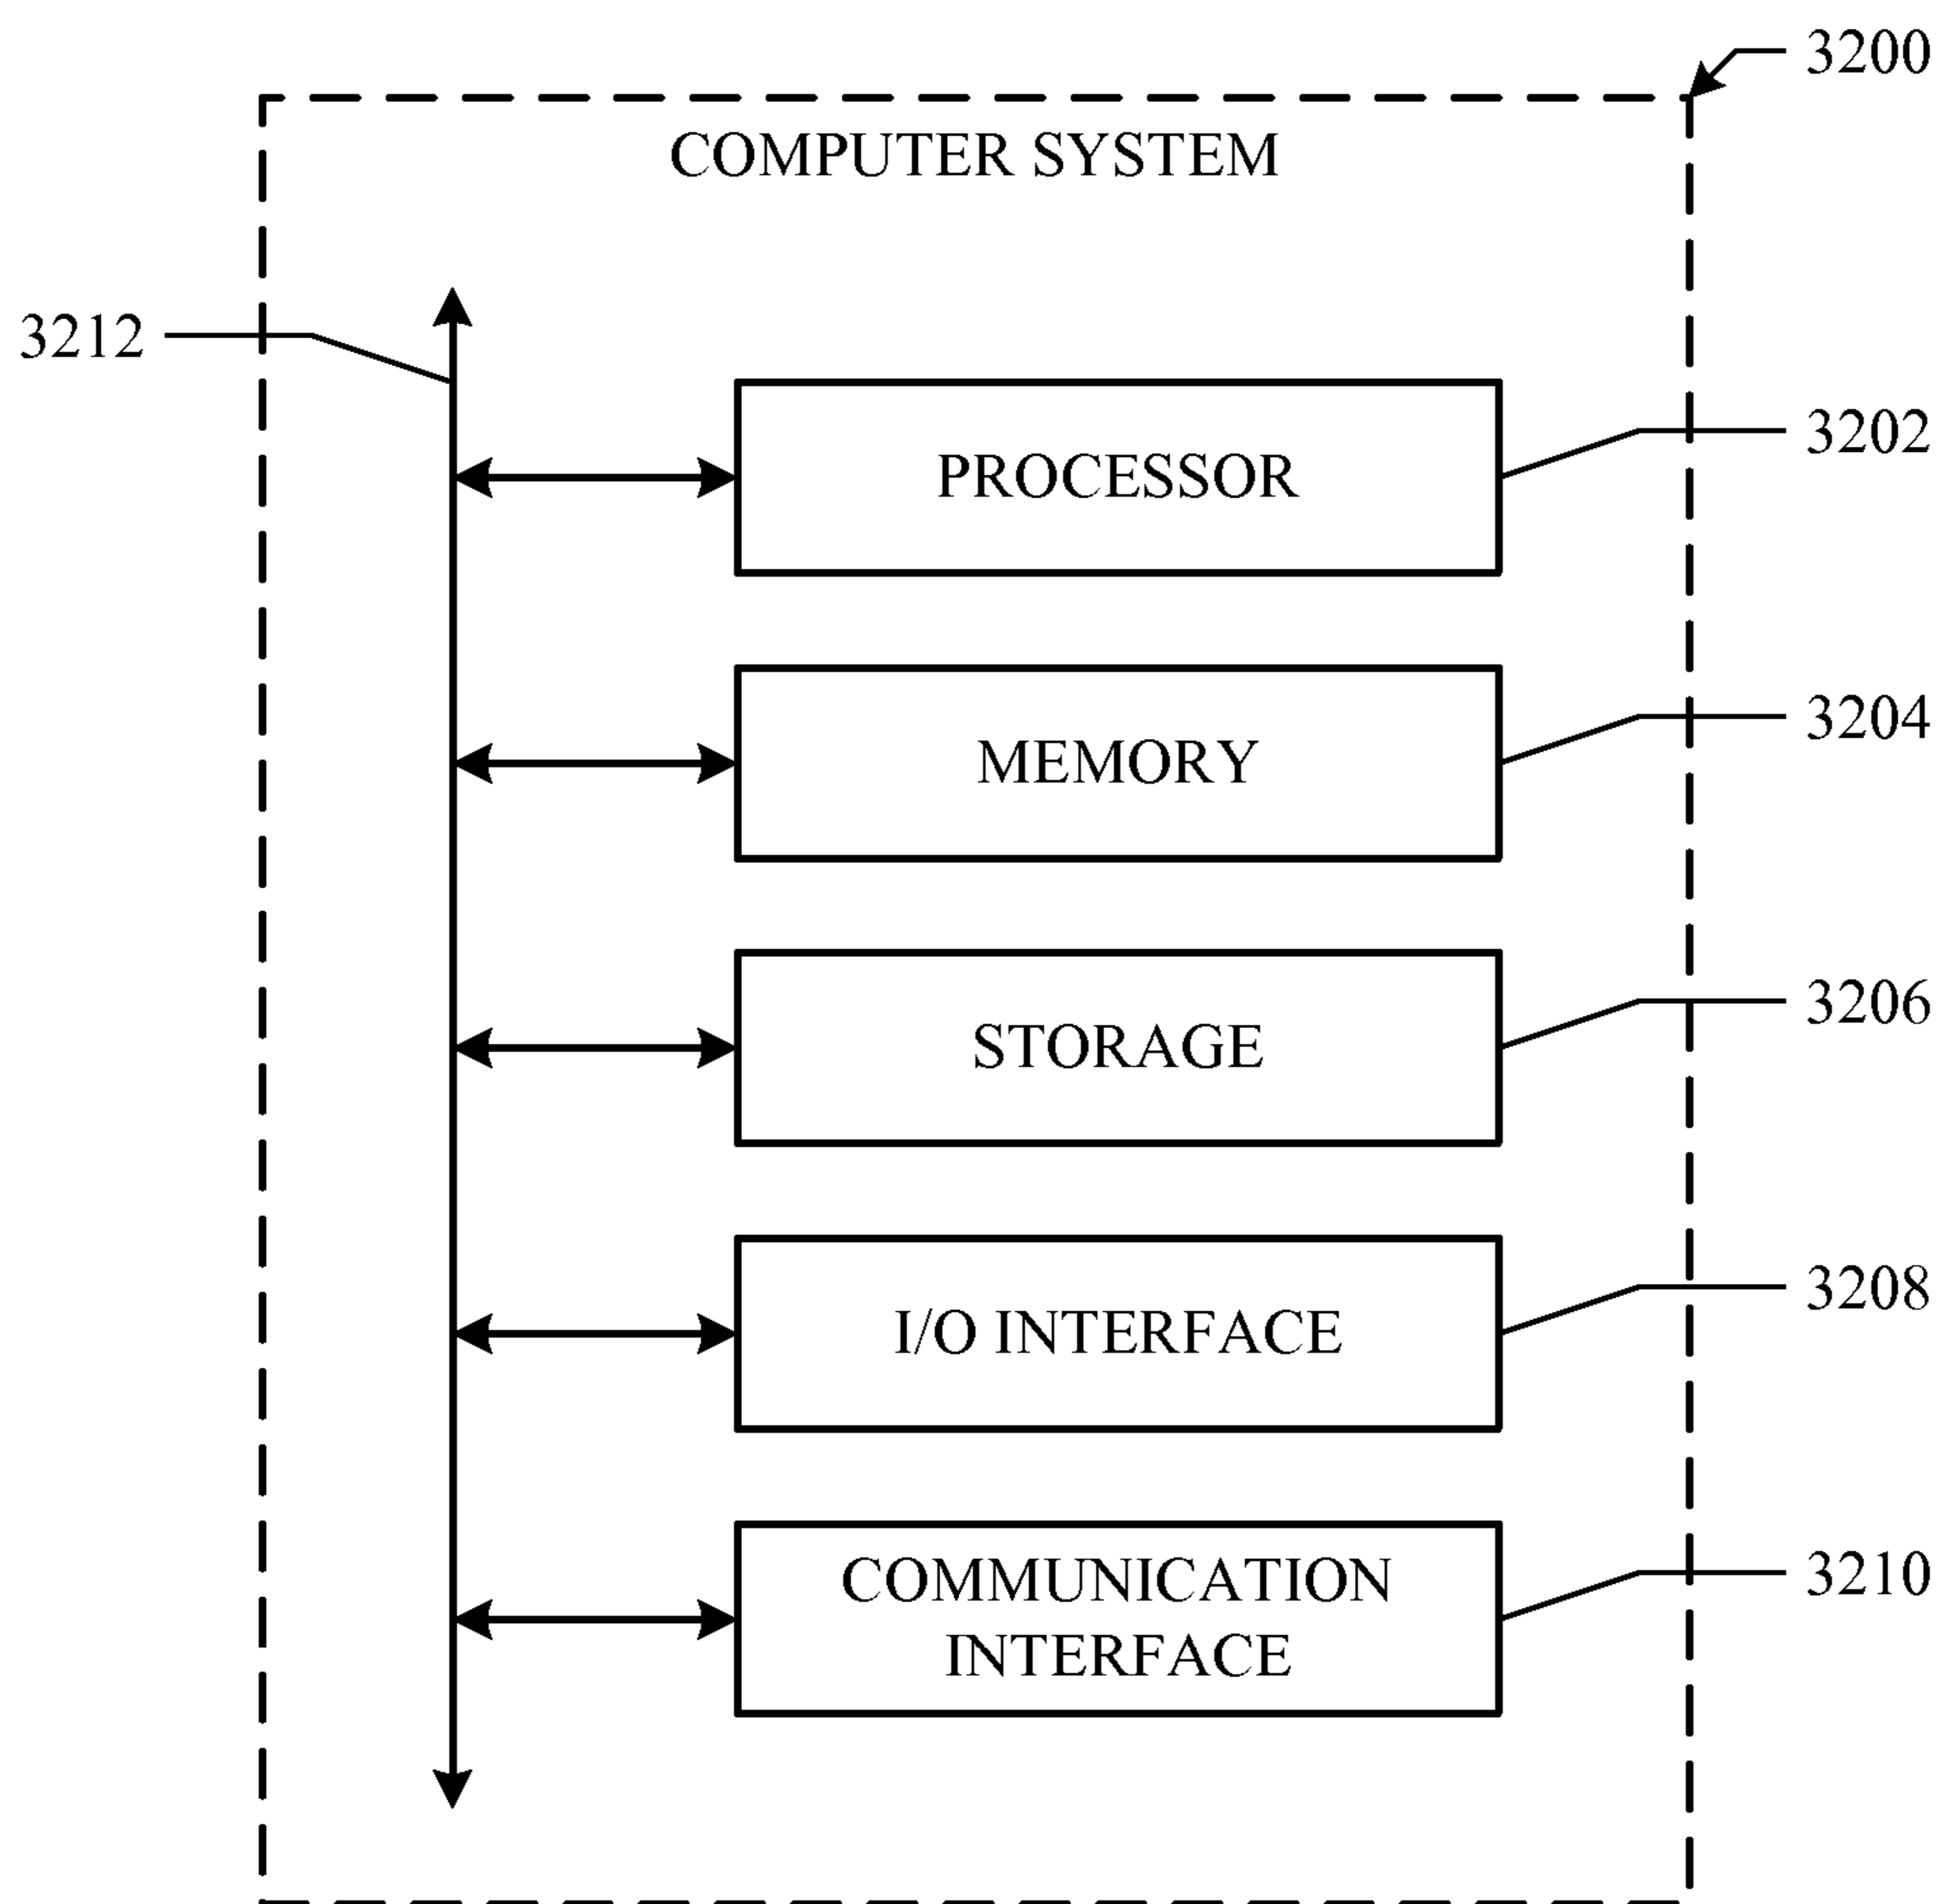 3200
COMPUTER SYSTEM
3212
3202
PROCESSOR
3204
MEMORY
3206
STORAGE
3208
I/O INTERFACE
3210
COMMUNICATION
INTERFACE